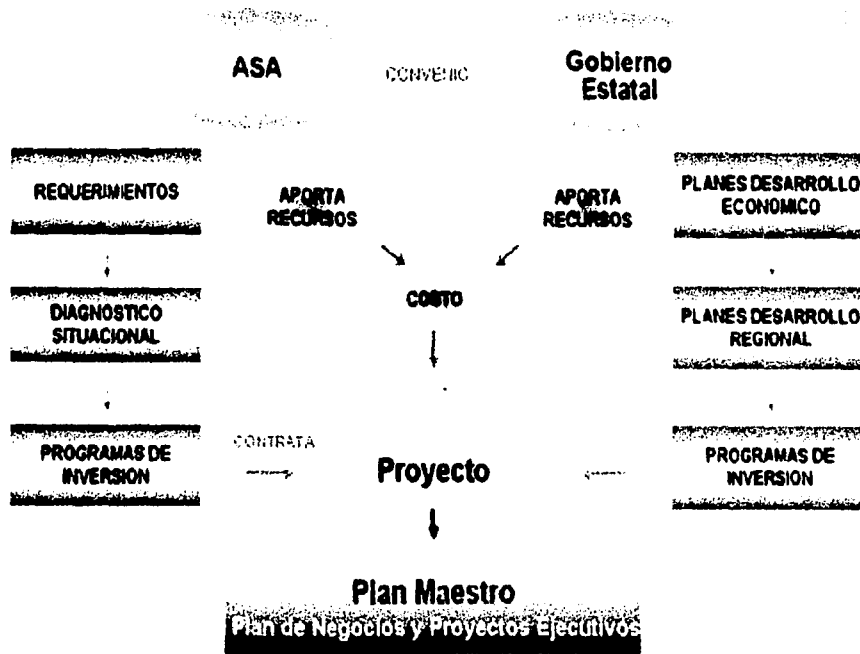 ASA
CONVENIO
Gobierno
Estatal
REQUERIMIENTOS
APORTA
RECURSOS
APORTA
RECURSOS
PLANES DESARROLLO
ECONOMICO
DIAGNOSTICO
SITUACIONAL
COSTO
PLANES DESARROLLO
REGIONAL
PROGRAMAS DE
INVERSION
CONTRATA
Proyecto
PROGRAMAS DE
INVERSION
Plan Maestro
Plan de Negocios y Proyectos Ejecutivos